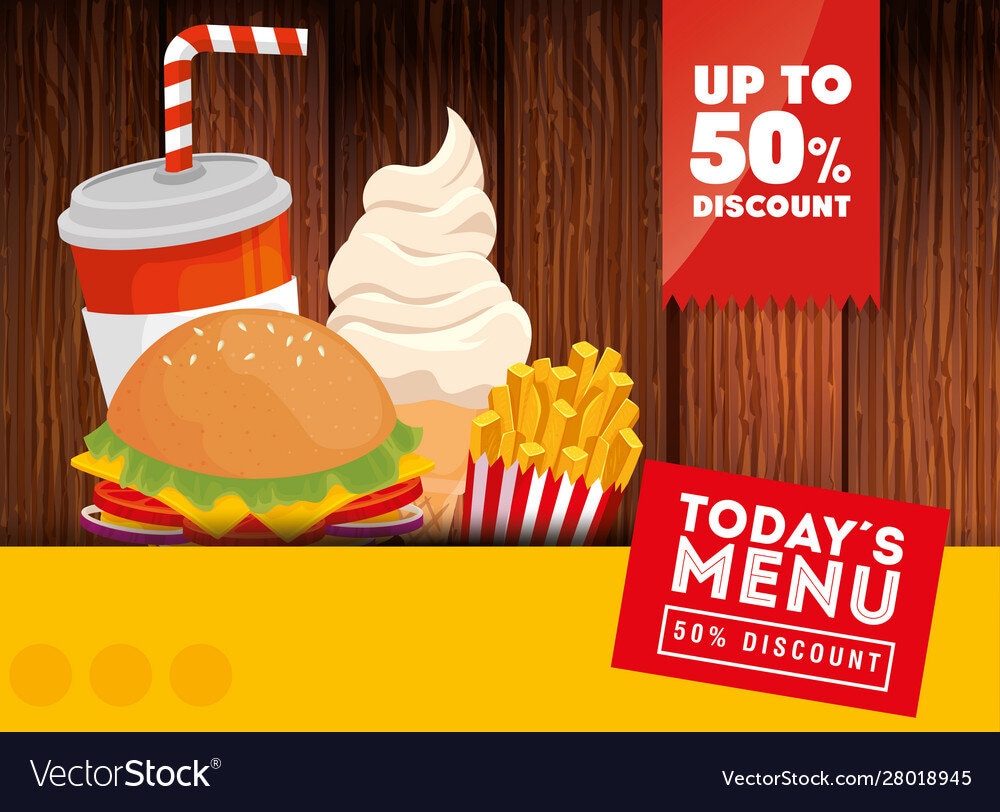 UP TO
50%
DISCOUNT
TODAY´S
MENU
50% DISCOUNT
VectorStock®
VectorStock.com/28018945